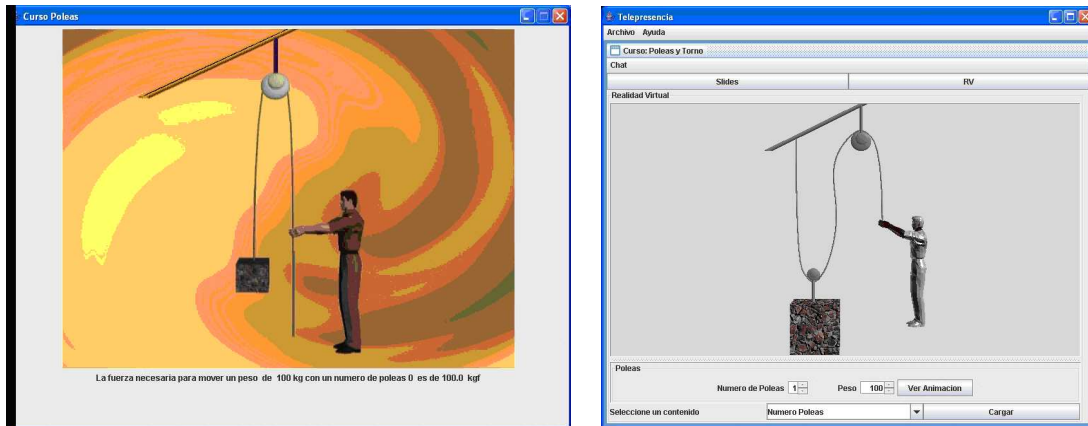 Curso Poleas
La fuerza necesaria para mover un peso de 100 kg con un numero de poleas 0 es de 100.0 kgf
Telepresencia
Archivo Ayuda
Curso: Poleas y Torno
Chat
Slides RV
Realidad Virtual
Poleas
Numero de Poleas 1 Peso 100 Ver Animacion
Seleccione un contenido Numero Poleas Cargar